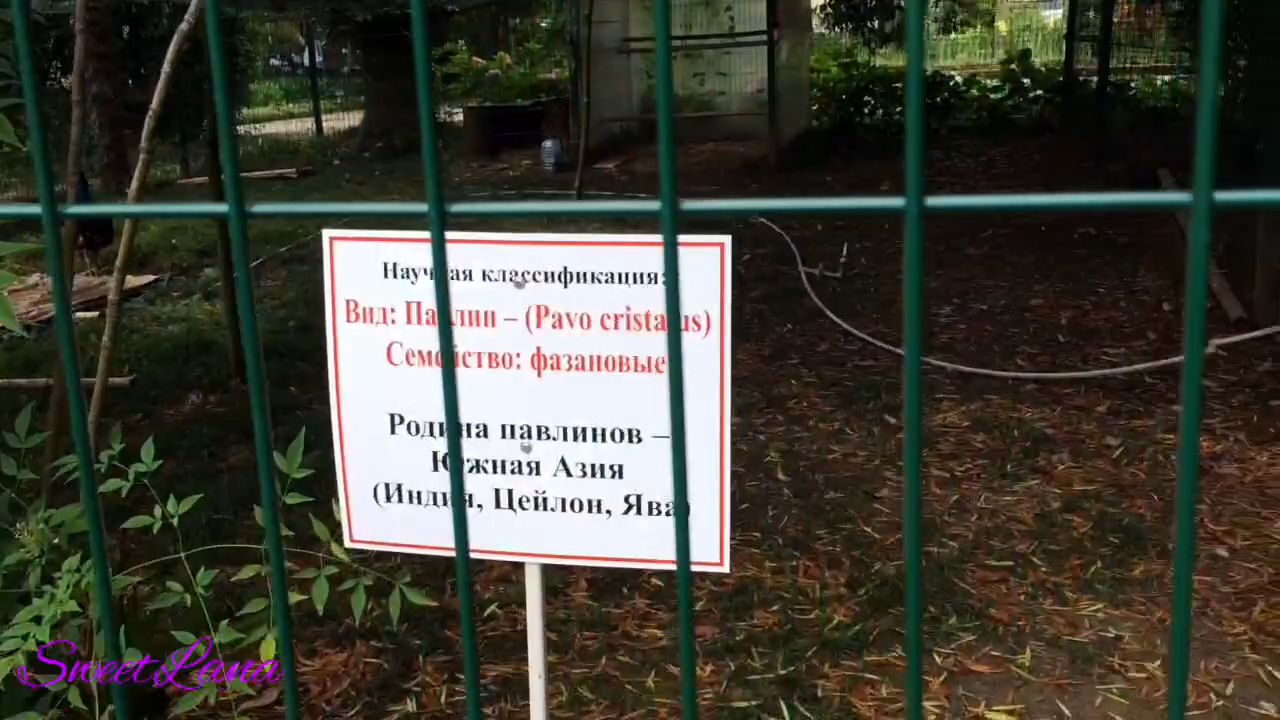 Научная классификация:
Вид: Павлин – (Pavo cristatus)
Семейство: фазановые
Родина павлинов –
Южная Азия
(Индия, Цейлон, Ява)
SweetLana